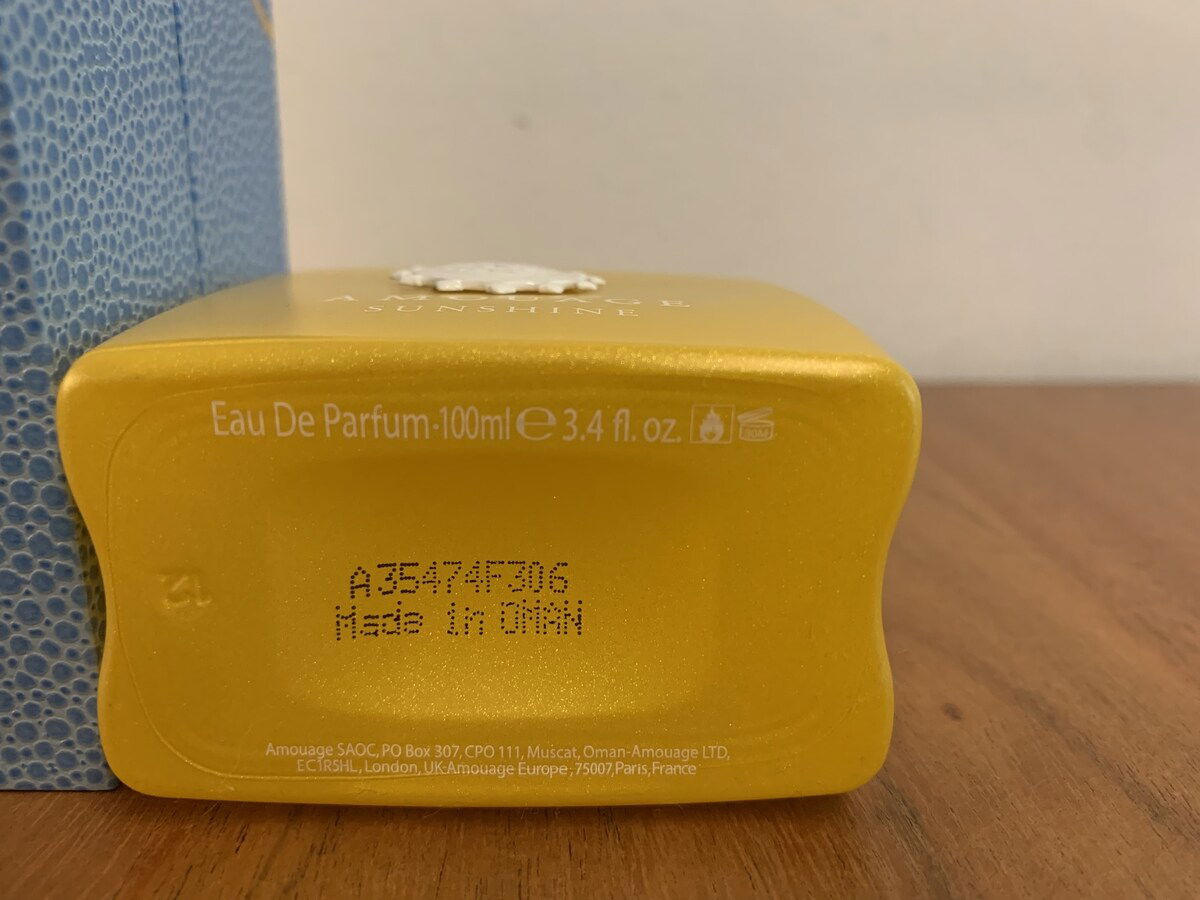 AMOUAGE
SUNSHINE
Eau De Parfum·100ml ℮ 3.4 fl. oz.
30M
A35474F306
Made in OMAN
Amouage SAOC, PO Box 307, CPO 111, Muscat, Oman-Amouage LTD,
EC1R5HL, London, UK-Amouage Europe, 75007, Paris, France